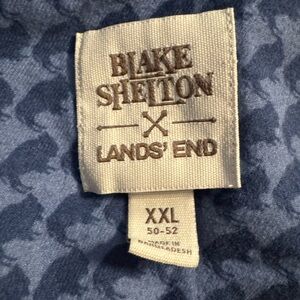 BLAKE
SHELTON
LANDS' END
XXL
50-52
MADE IN
BANGLADESH